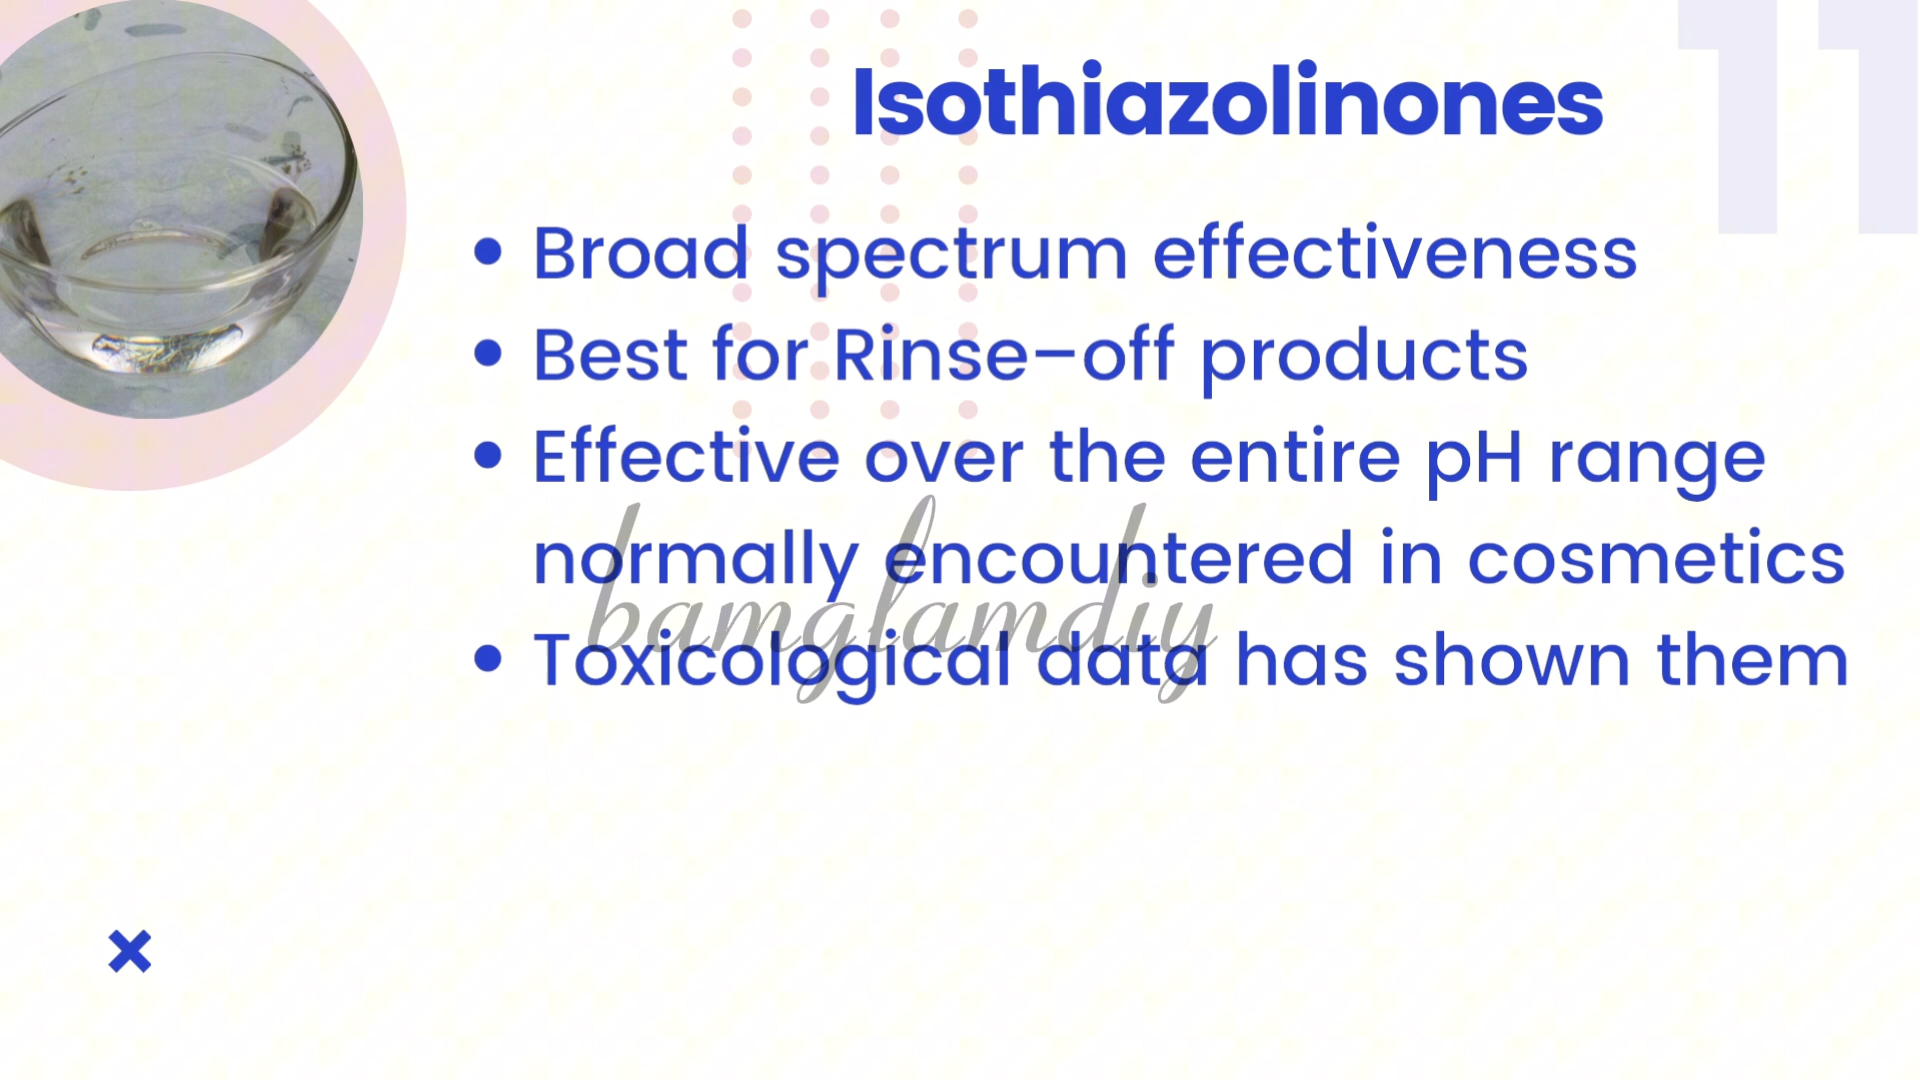 11
Isothiazolinones
• Broad spectrum effectiveness
• Best for Rinse–off products
• Effective over the entire pH range
normally encountered in cosmetics
bamglamdiy
• Toxicological data has shown them